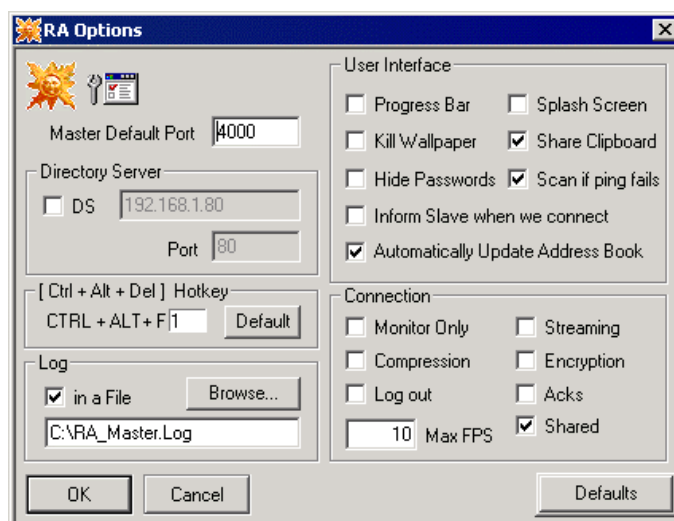 RA Options
Master Default Port 4000
Directory Server
DS 192.168.1.80
Port 80
[ Ctrl + Alt + Del ] Hotkey
CTRL + ALT + F 1 Default
Log
in a File Browse...
C:\RA_Master.Log
User Interface
Progress Bar Splash Screen
Kill Wallpaper Share Clipboard
Hide Passwords Scan if ping fails
Inform Slave when we connect
Automatically Update Address Book
Connection
Monitor Only Streaming
Compression Encryption
Log out Acks
10 Max FPS Shared
OK Cancel Defaults